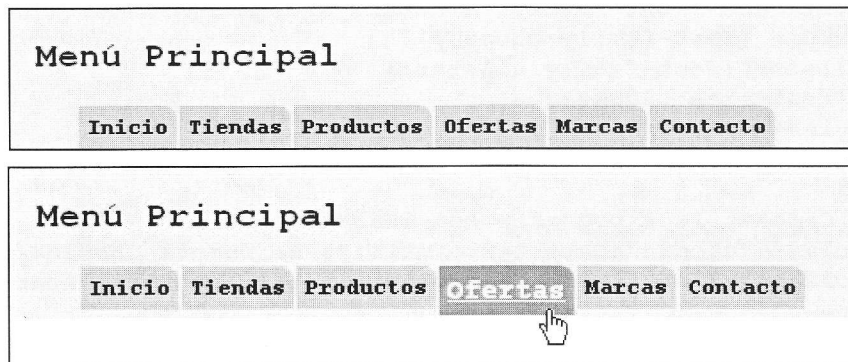 Menú Principal
Inicio Tiendas Productos Ofertas Marcas Contacto
Menú Principal
Inicio Tiendas Productos Ofertas Marcas Contacto